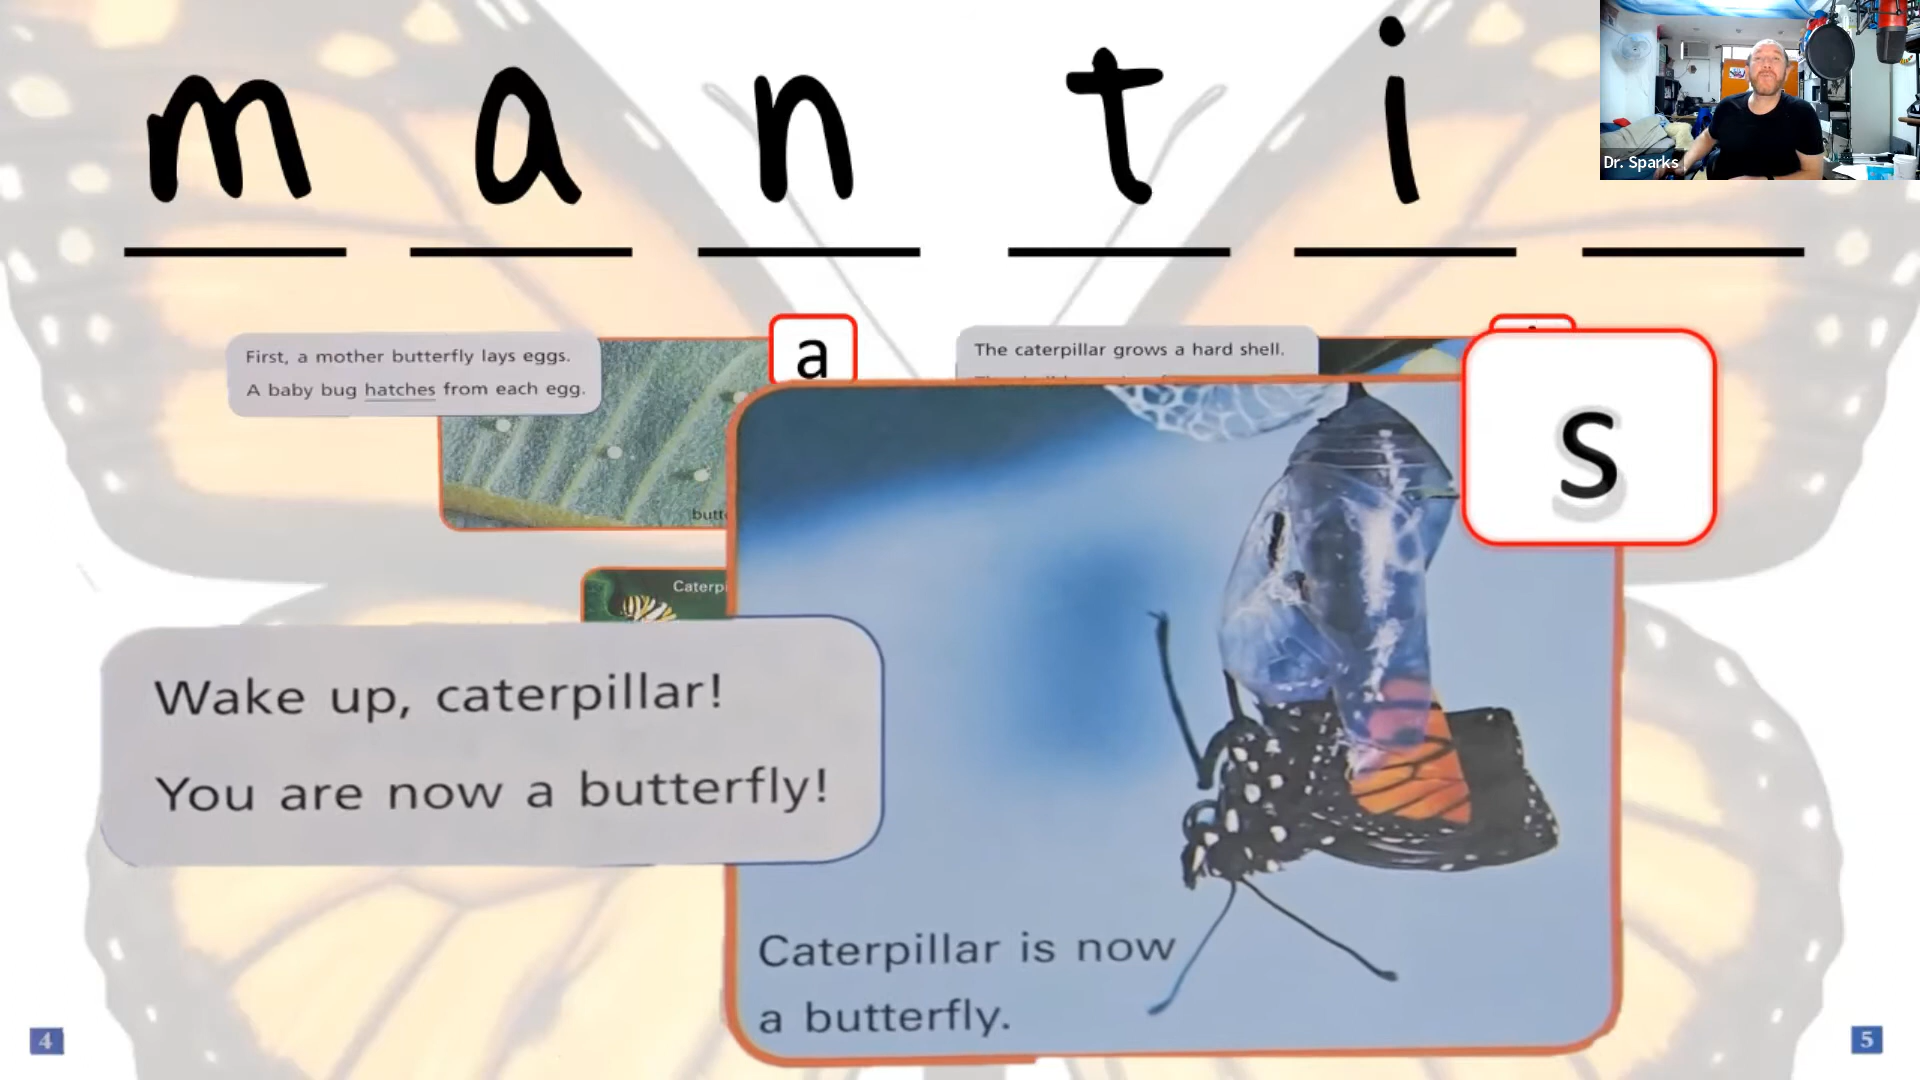 m a n t i
Dr. Sparks
First, a mother butterfly lays eggs.
A baby bug hatches from each egg.
a
The caterpillar grows a hard shell.
S
Wake up, caterpillar!
You are now a butterfly!
Caterpillar is now
a butterfly.
4
5